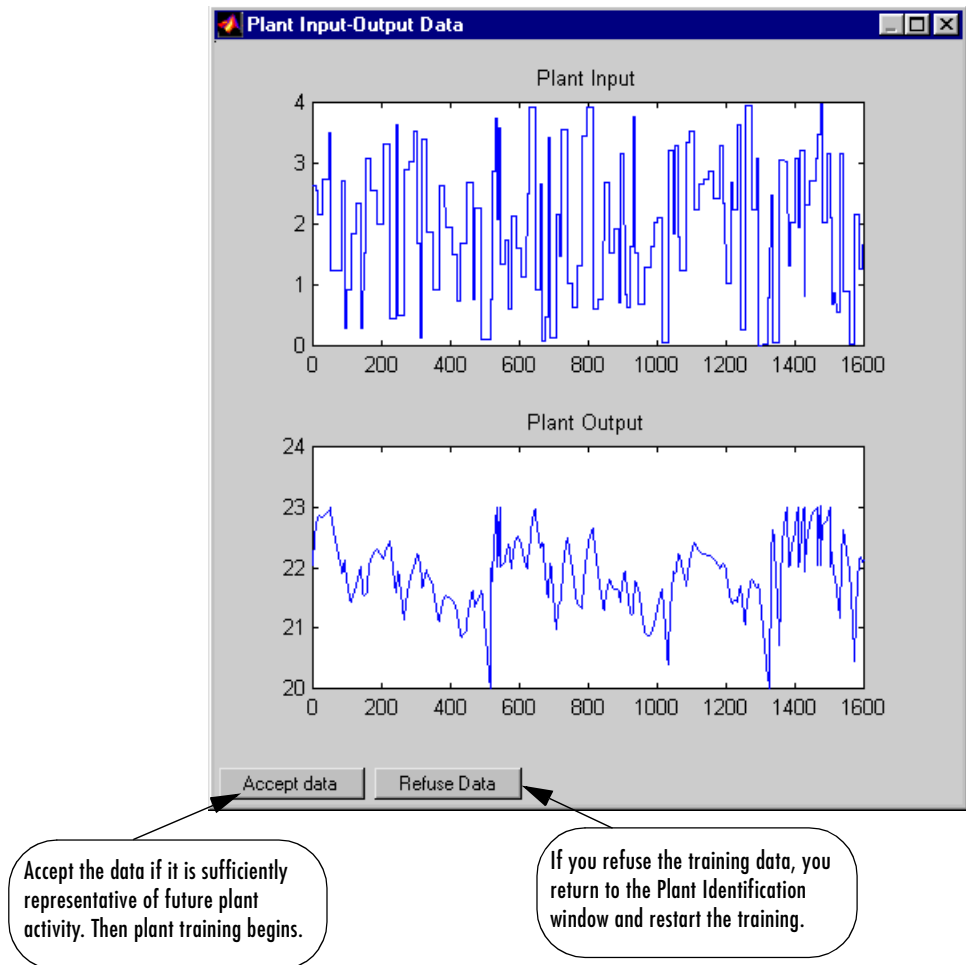 Plant Input-Output Data
Plant Input
4
3
2
1
0
0 200 400 600 800 1000 1200 1400 1600
Plant Output
24
23
22
21
20
0 200 400 600 800 1000 1200 1400 1600
Accept data Refuse Data
Accept the data if it is sufficiently
representative of future plant
activity. Then plant training begins.
If you refuse the training data, you
return to the Plant Identification
window and restart the training.